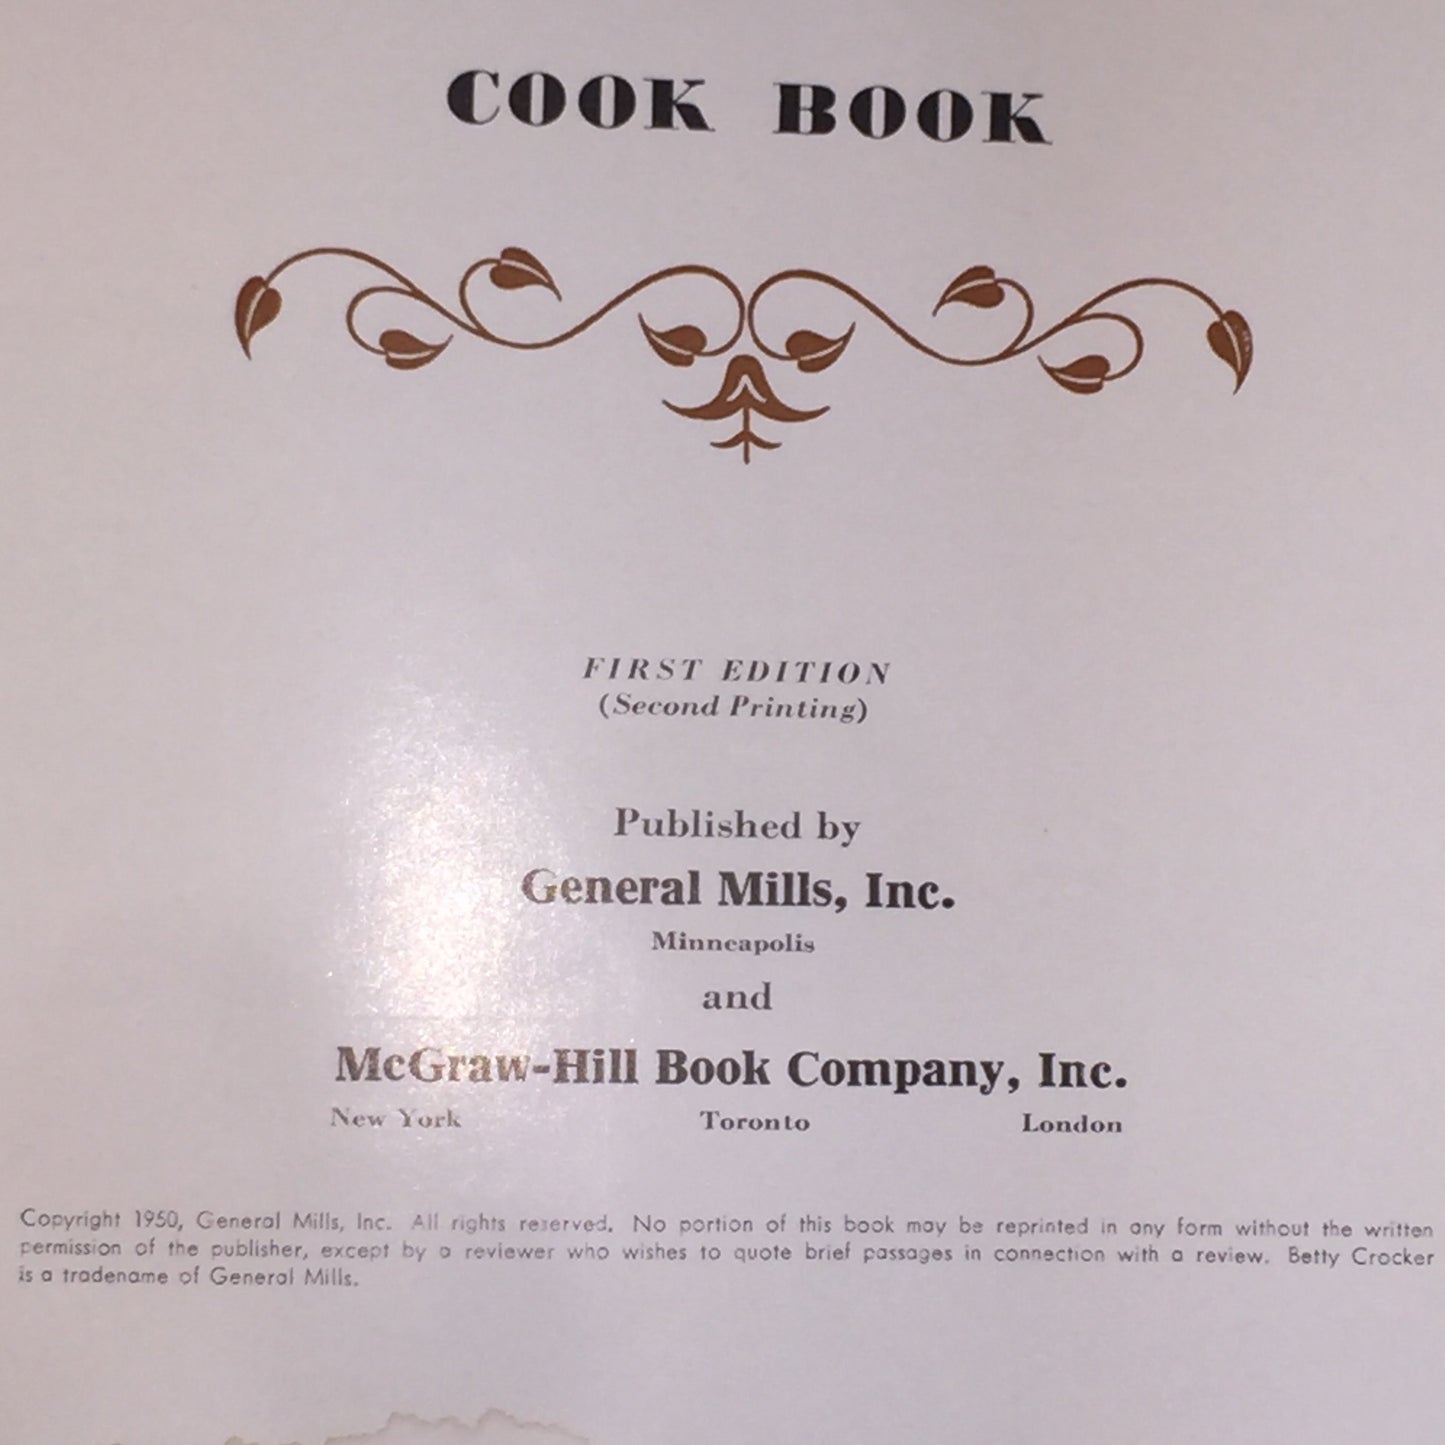 COOK BOOK
FIRST EDITION
(Second Printing)
Published by
General Mills, Inc.
Minneapolis
and
McGraw-Hill Book Company, Inc.
New York Toronto London
Copyright 1950, General Mills, Inc. All rights reserved. No portion of this book may be reprinted in any form without the written
permission of the publisher, except by a reviewer who wishes to quote brief passages in connection with a review. Betty Crocker
is a tradename of General Mills.